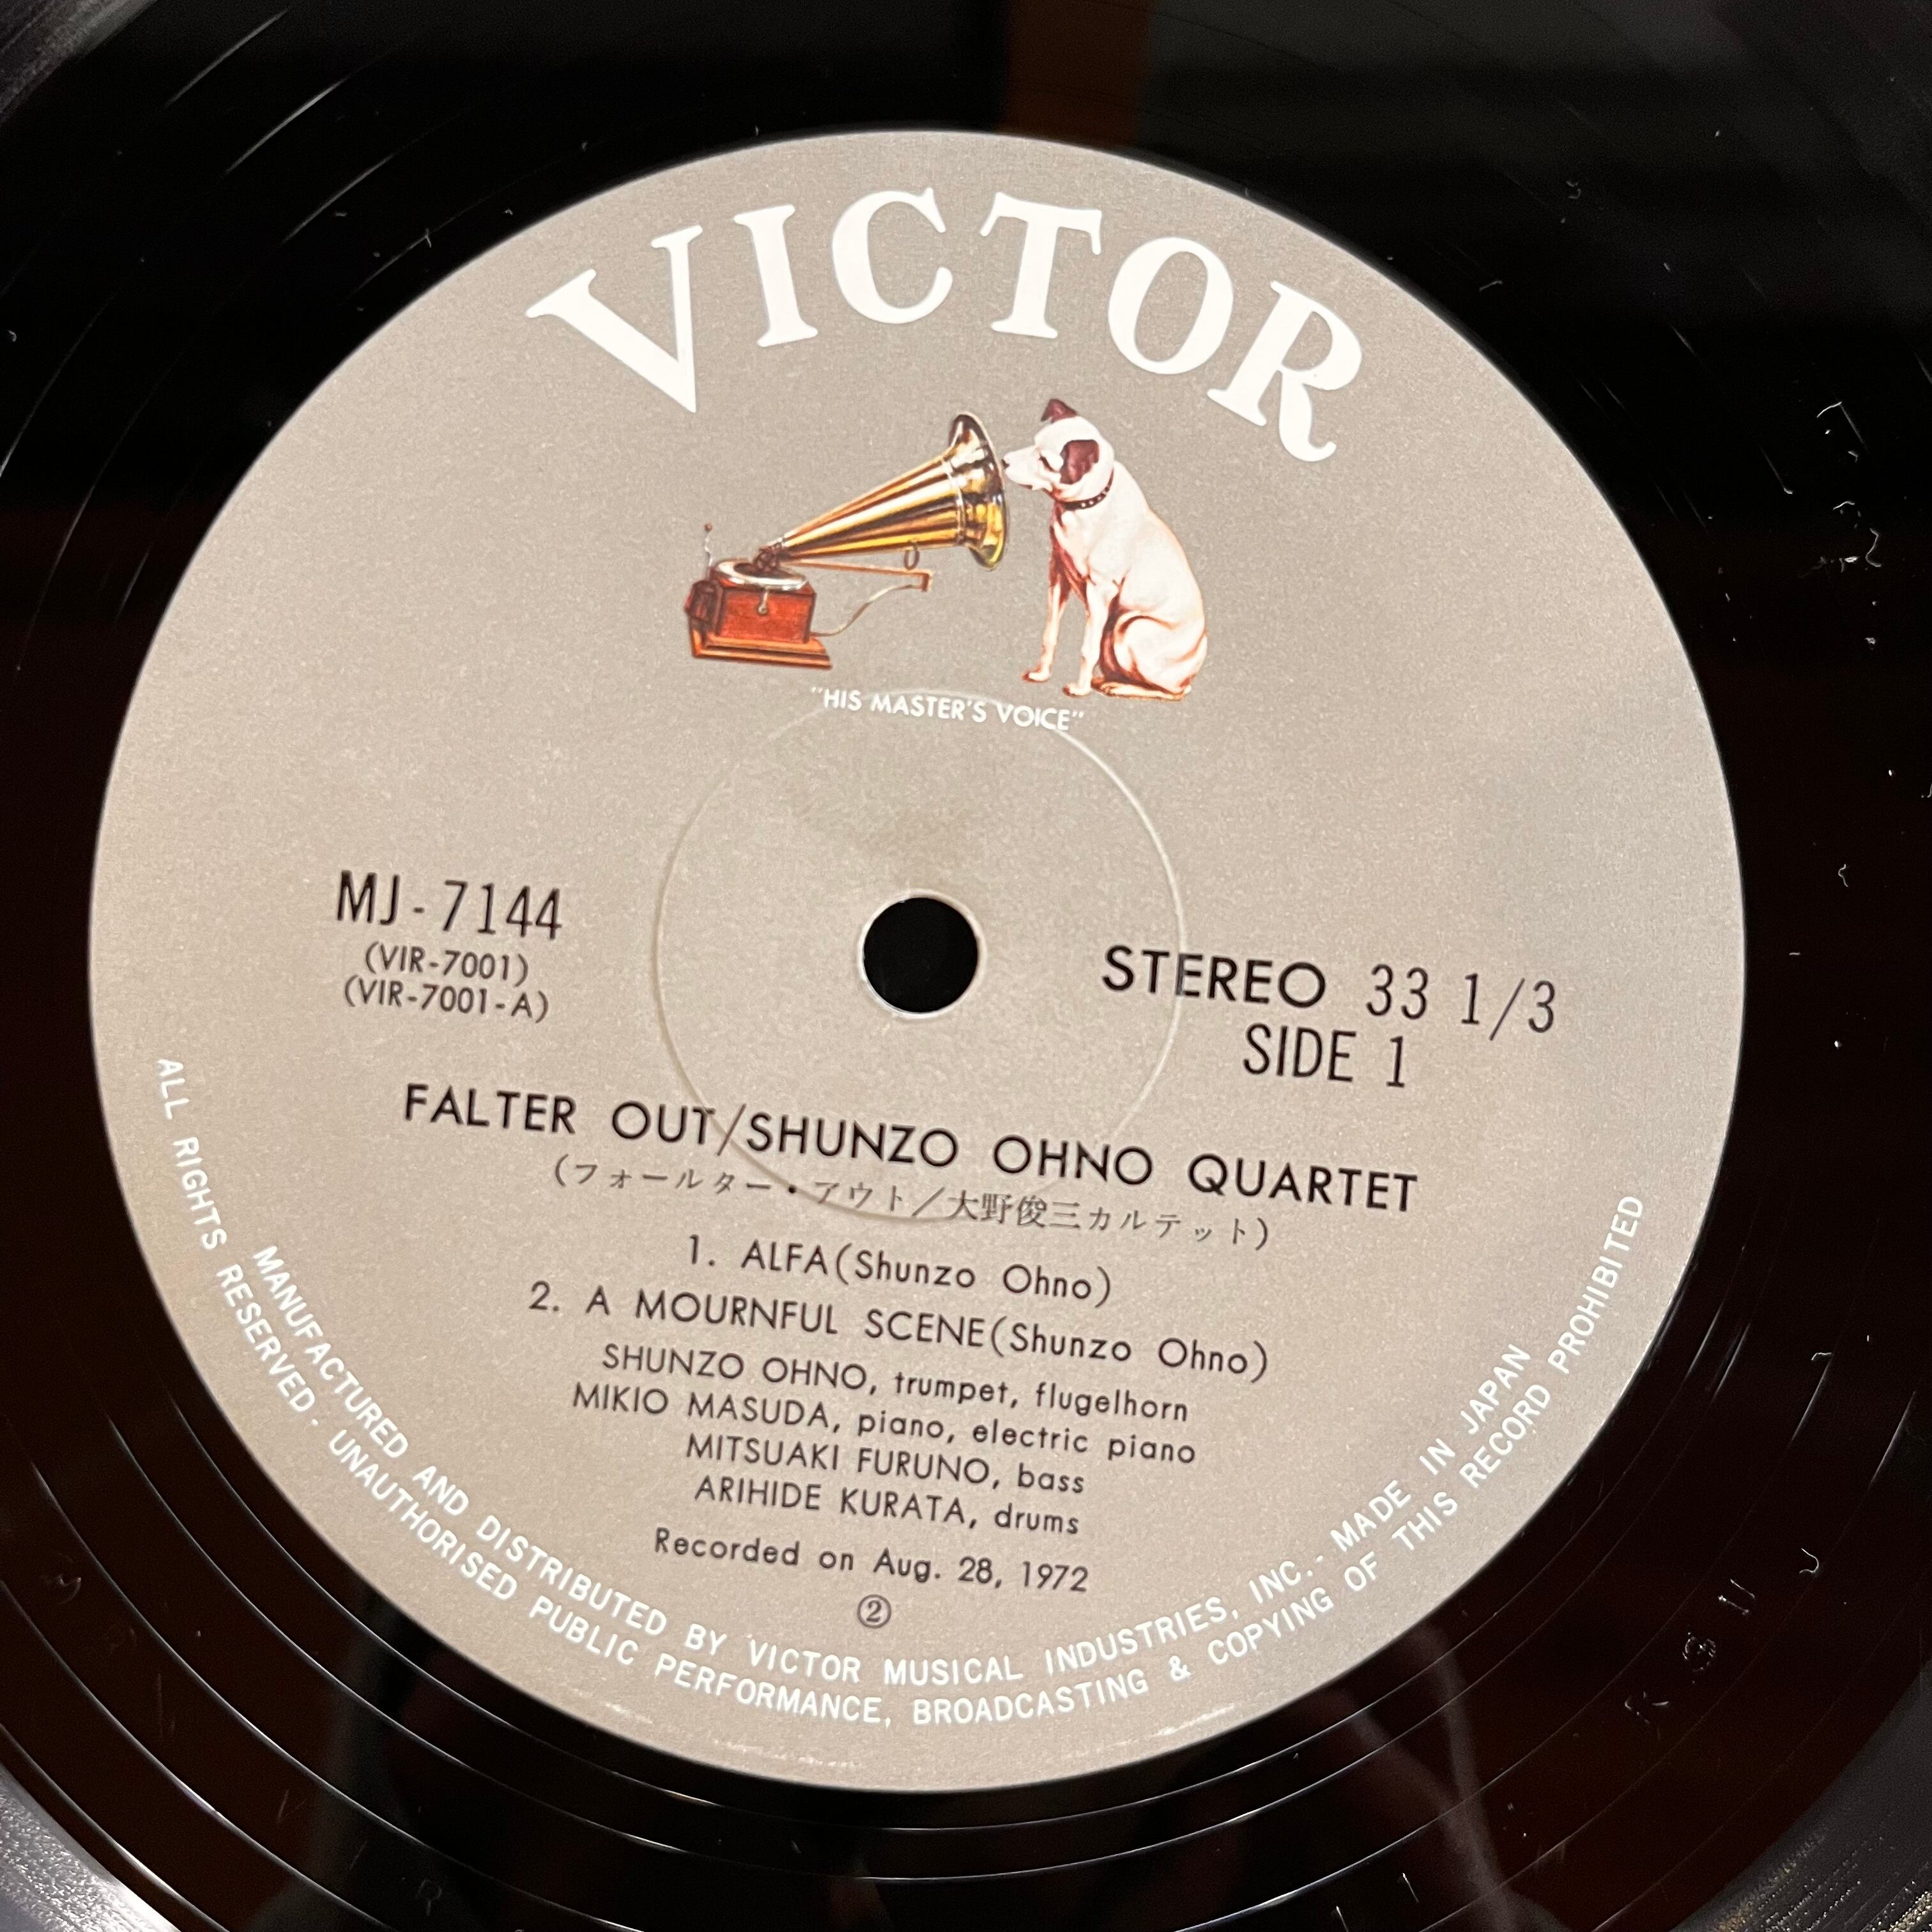 VICTOR
"HIS MASTER'S VOICE"
MJ-7144
(VIR-7001)
(VIR-7001-A)
STEREO 33 1/3
SIDE 1
FALTER OUT/SHUNZO OHNO QUARTET
(フォールター・アウト/大野俊三カルテット)
1. ALFA(Shunzo Ohno)
2. A MOURNFUL SCENE(Shunzo Ohno)
SHUNZO OHNO, trumpet, flugelhorn
MIKIO MASUDA, piano, electric piano
MITSUAKI FURUNO, bass
ARIHIDE KURATA, drums
Recorded on Aug. 28, 1972
②
MANUFACTURED AND DISTRIBUTED BY VICTOR MUSICAL INDUSTRIES, INC. · MADE IN JAPAN
ALL RIGHTS RESERVED · UNAUTHORISED PUBLIC PERFORMANCE, BROADCASTING & COPYING OF THIS RECORD PROHIBITED